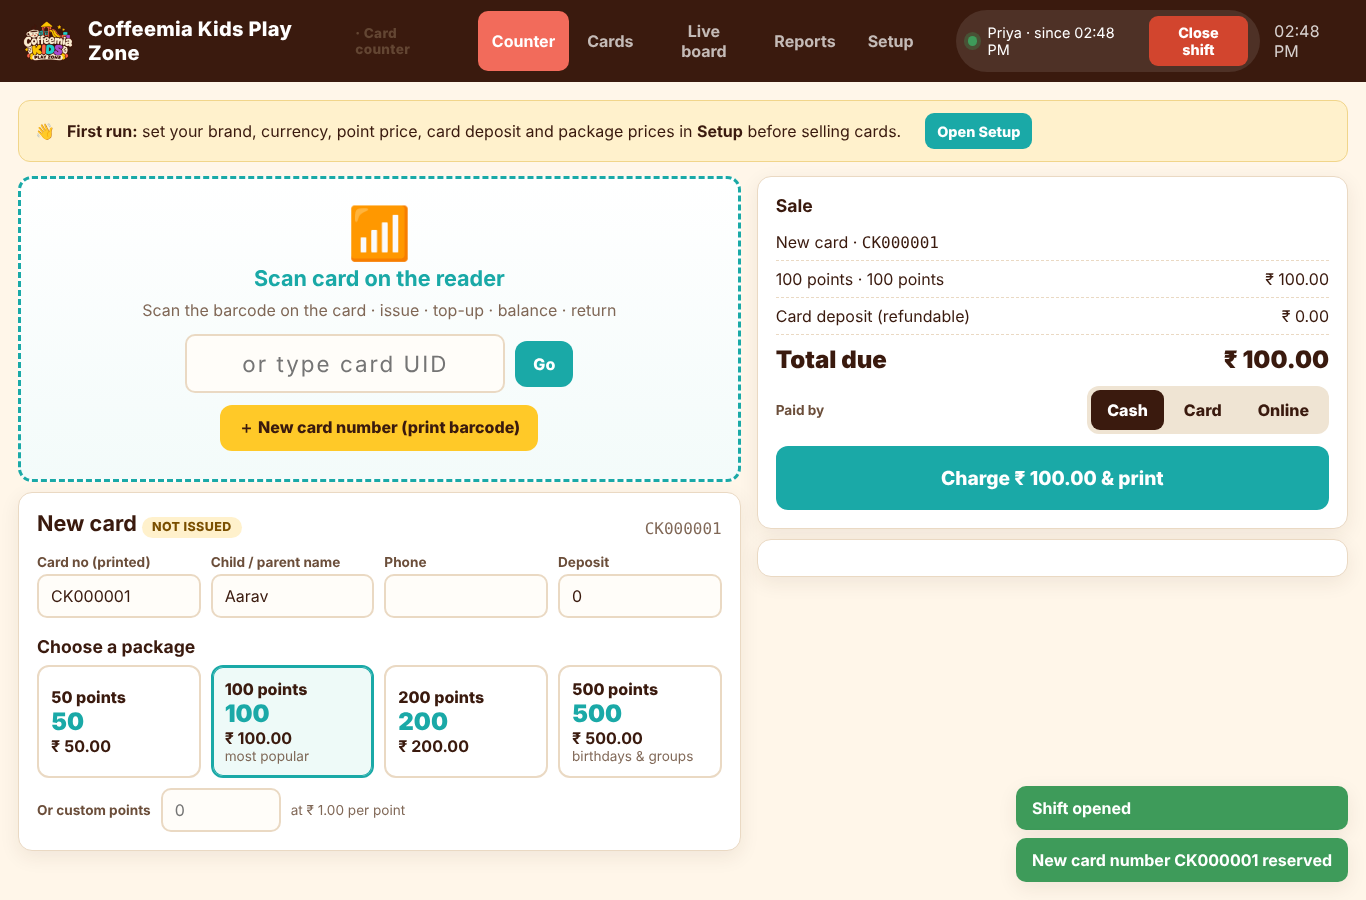 Coffeemia KIDS PLAY ZONE
Coffeemia Kids Play
Zone
· Card
counter
Counter
Cards
Live
board
Reports
Setup
Priya · since 02:48
PM
Close
shift
02:48
PM
👋 First run: set your brand, currency, point price, card deposit and package prices in Setup before selling cards.
Open Setup
Scan card on the reader
Scan the barcode on the card · issue · top-up · balance · return
or type card UID
Go
+ New card number (print barcode)
New card NOT ISSUED CK000001
Card no (printed) Child / parent name Phone Deposit
CK000001 Aarav 0
Choose a package
50 points
50
₹ 50.00
100 points
100
₹ 100.00
most popular
200 points
200
₹ 200.00
500 points
500
₹ 500.00
birthdays & groups
Or custom points 0 at ₹ 1.00 per point
Sale
New card · CK000001
100 points · 100 points ₹ 100.00
Card deposit (refundable) ₹ 0.00
Total due ₹ 100.00
Paid by Cash Card Online
Charge ₹ 100.00 & print
Shift opened
New card number CK000001 reserved